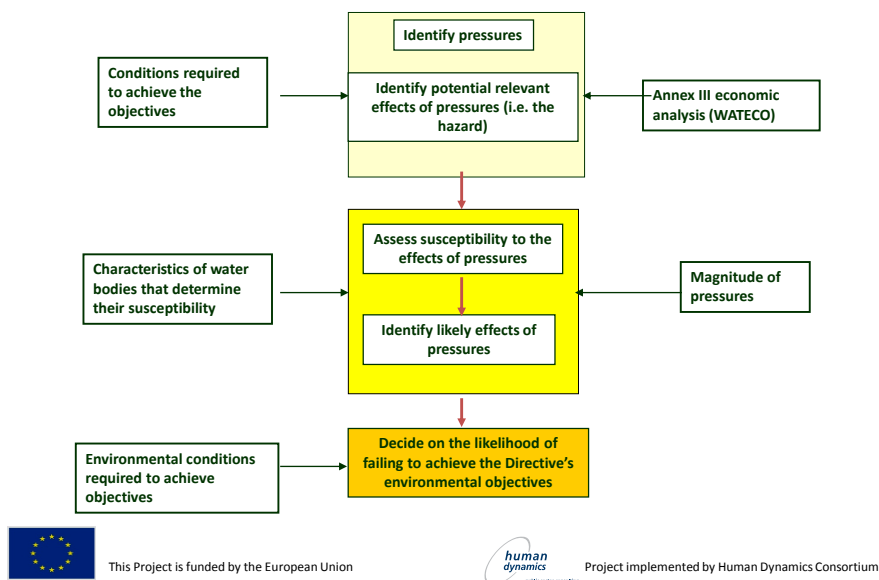 Identify pressures
Conditions required
to achieve the
objectives
Identify potential relevant
effects of pressures (i.e. the
hazard)
Annex III economic
analysis (WATECO)
Assess susceptibility to the
effects of pressures
Characteristics of water
bodies that determine
their susceptibility
Magnitude of
pressures
Identify likely effects of
pressures
Decide on the likelihood of
failing to achieve the Directive’s
environmental objectives
Environmental conditions
required to achieve
objectives
This Project is funded by the European Union
human
dynamics
Project implemented by Human Dynamics Consortium